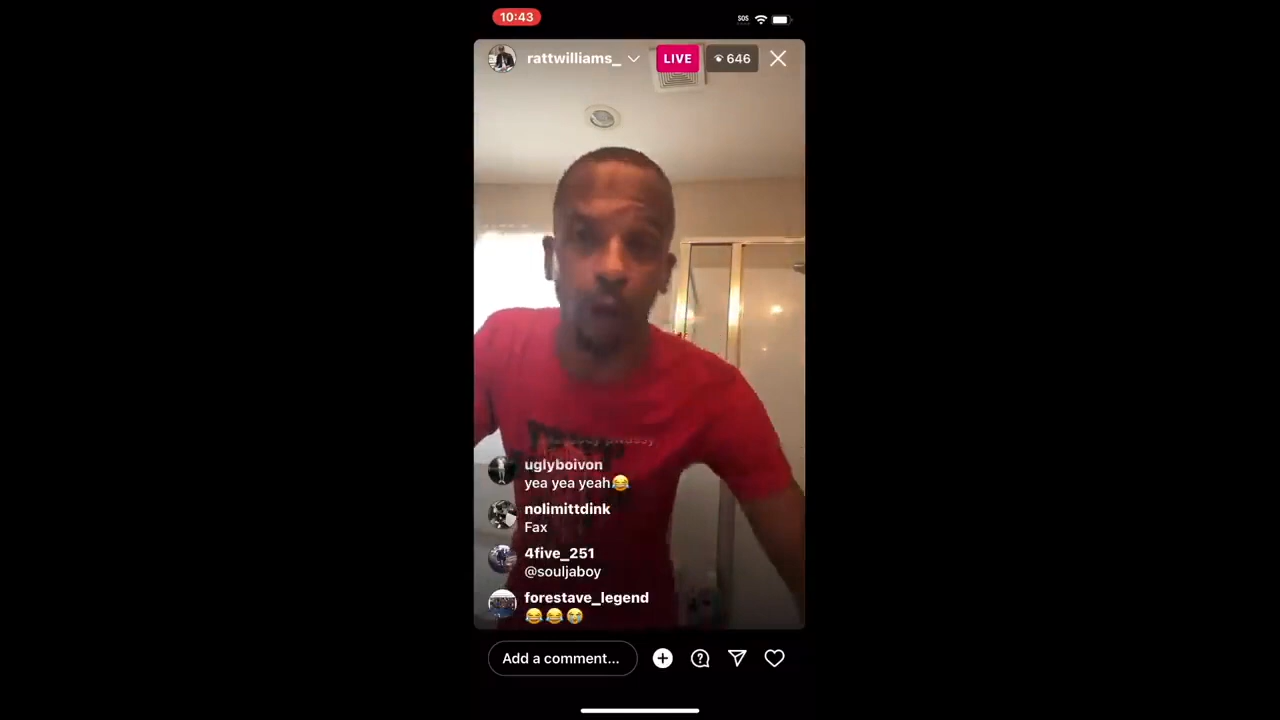 10:43
SOS
rattwilliams_
LIVE
646
uglyboivon
yea yea yeah😂
nolimittdink
Fax
4five_251
@souljaboy
forestave_legend
😂😂😭
Add a comment...